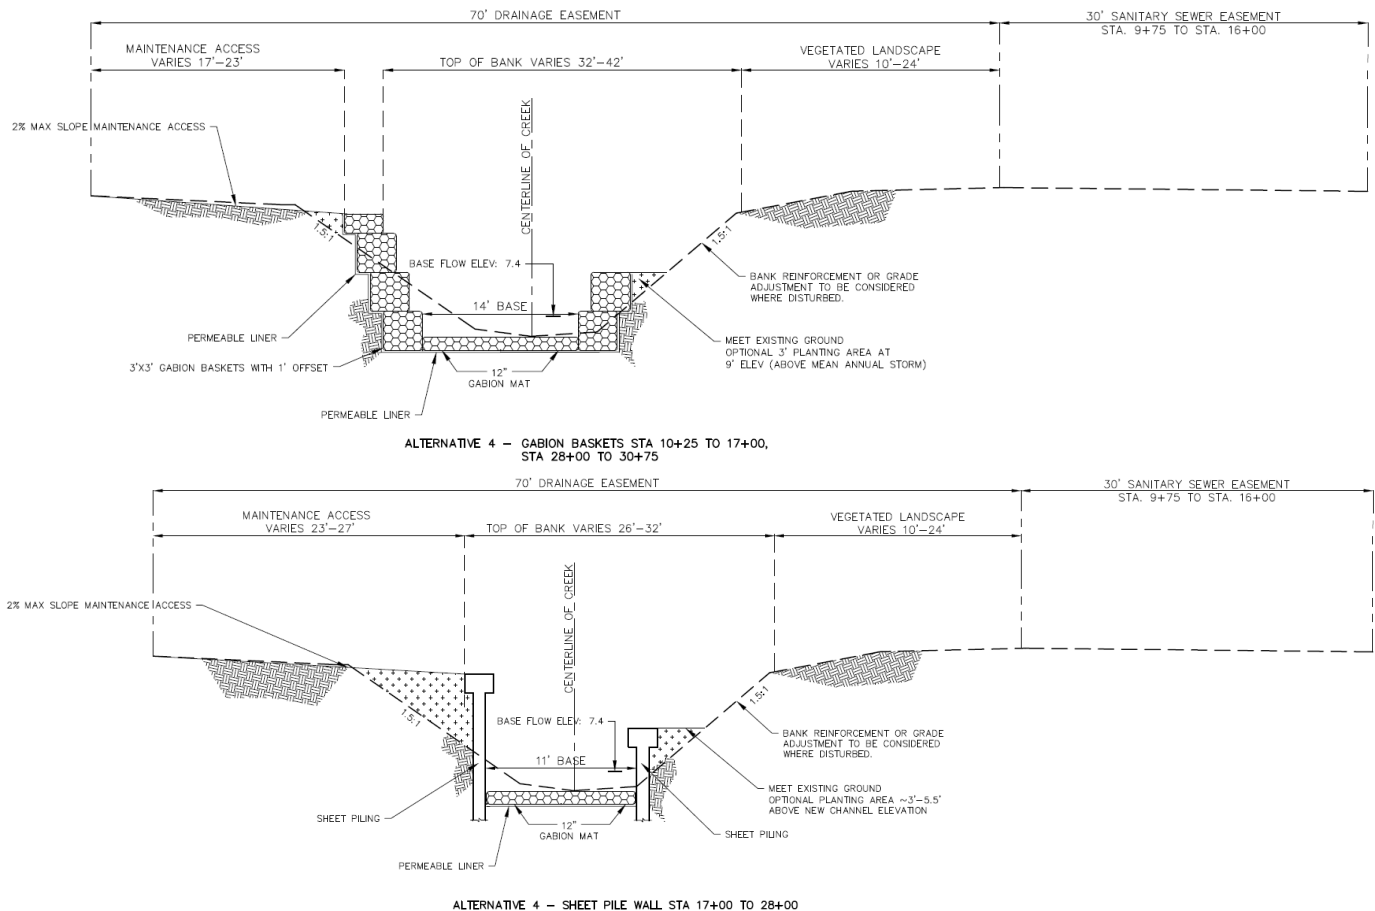 70' DRAINAGE EASEMENT
30' SANITARY SEWER EASEMENT
STA. 9+75 TO STA. 16+00
MAINTENANCE ACCESS
VARIES 17'-23'
TOP OF BANK VARIES 32'-42'
VEGETATED LANDSCAPE
VARIES 10'-24'
2% MAX SLOPE MAINTENANCE ACCESS
CENTERLINE OF CREEK
1.5:1
1.5:1
BASE FLOW ELEV: 7.4
14' BASE
BANK REINFORCEMENT OR GRADE
ADJUSTMENT TO BE CONSIDERED
WHERE DISTURBED.
PERMEABLE LINER
MEET EXISTING GROUND
OPTIONAL 3' PLANTING AREA AT
9' ELEV (ABOVE MEAN ANNUAL STORM)
3'X3' GABION BASKETS WITH 1' OFFSET
12"
GABION MAT
PERMEABLE LINER
ALTERNATIVE 4 - GABION BASKETS STA 10+25 TO 17+00,
STA 28+00 TO 30+75
70' DRAINAGE EASEMENT
30' SANITARY SEWER EASEMENT
STA. 9+75 TO STA. 16+00
MAINTENANCE ACCESS
VARIES 23'-27'
TOP OF BANK VARIES 26'-32'
VEGETATED LANDSCAPE
VARIES 10'-24'
2% MAX SLOPE MAINTENANCE ACCESS
CENTERLINE OF CREEK
1.5:1
1.5:1
BASE FLOW ELEV: 7.4
11' BASE
BANK REINFORCEMENT OR GRADE
ADJUSTMENT TO BE CONSIDERED
WHERE DISTURBED.
MEET EXISTING GROUND
OPTIONAL PLANTING AREA ~3'-5.5'
ABOVE NEW CHANNEL ELEVATION
SHEET PILING
12"
GABION MAT
SHEET PILING
PERMEABLE LINER
ALTERNATIVE 4 - SHEET PILE WALL STA 17+00 TO 28+00